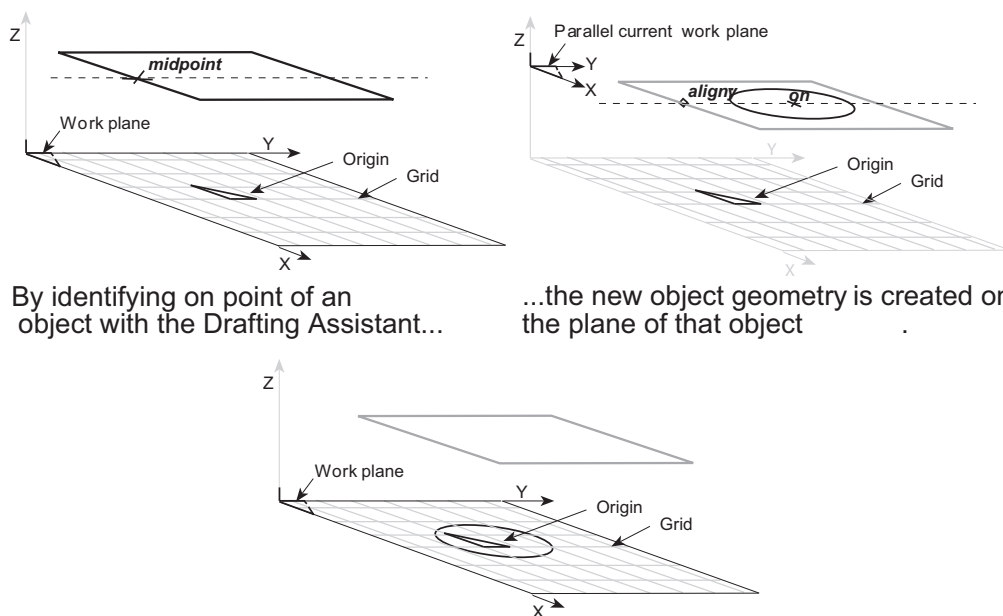 Z
midpoint
Work plane
Y
Origin
Grid
X
By identifying on point of an
object with the Drafting Assistant...
Z
Parallel current work plane
Y
X
aligny
on
Y
Origin
Grid
X
...the new object geometry is created on
the plane of that object .
Z
Work plane
Y
Origin
Grid
X